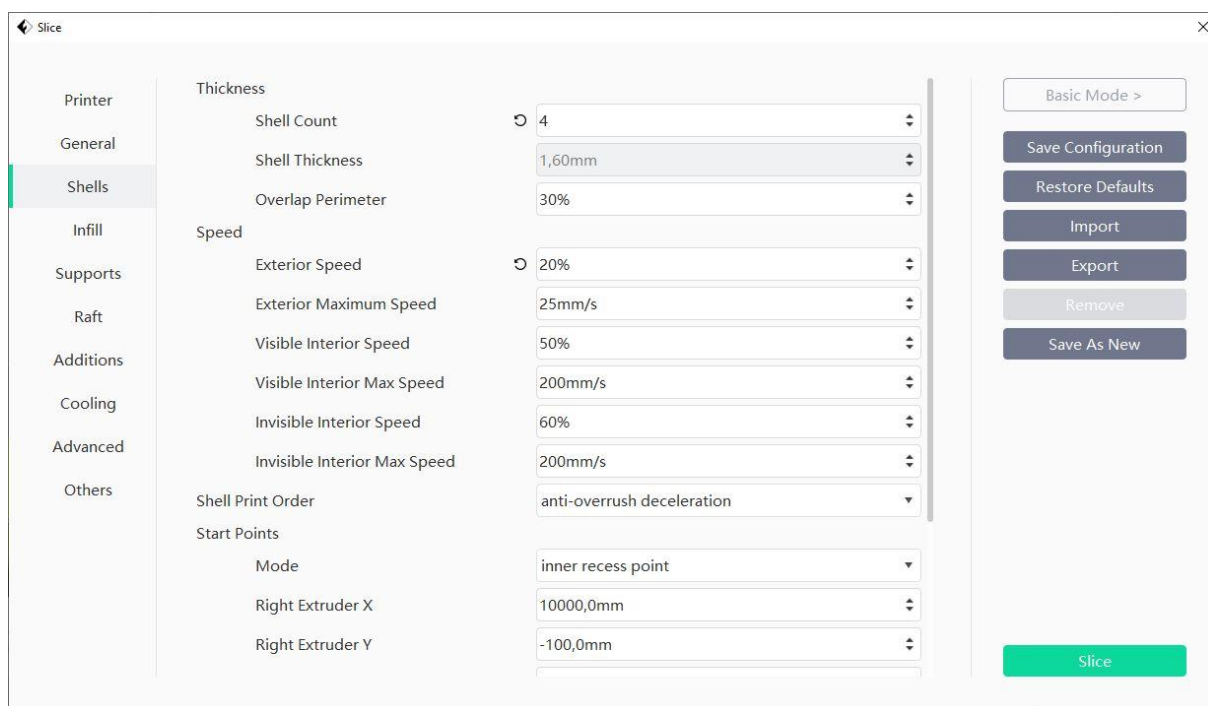 Slice
Printer
General
Shells
Infill
Supports
Raft
Additions
Cooling
Advanced
Others
Thickness
Shell Count 4
Shell Thickness 1,60mm
Overlap Perimeter 30%
Speed
Exterior Speed 20%
Exterior Maximum Speed 25mm/s
Visible Interior Speed 50%
Visible Interior Max Speed 200mm/s
Invisible Interior Speed 60%
Invisible Interior Max Speed 200mm/s
Shell Print Order anti-overrush deceleration
Start Points
Mode inner recess point
Right Extruder X 10000,0mm
Right Extruder Y -100,0mm
Basic Mode >
Save Configuration
Restore Defaults
Import
Export
Remove
Save As New
Slice